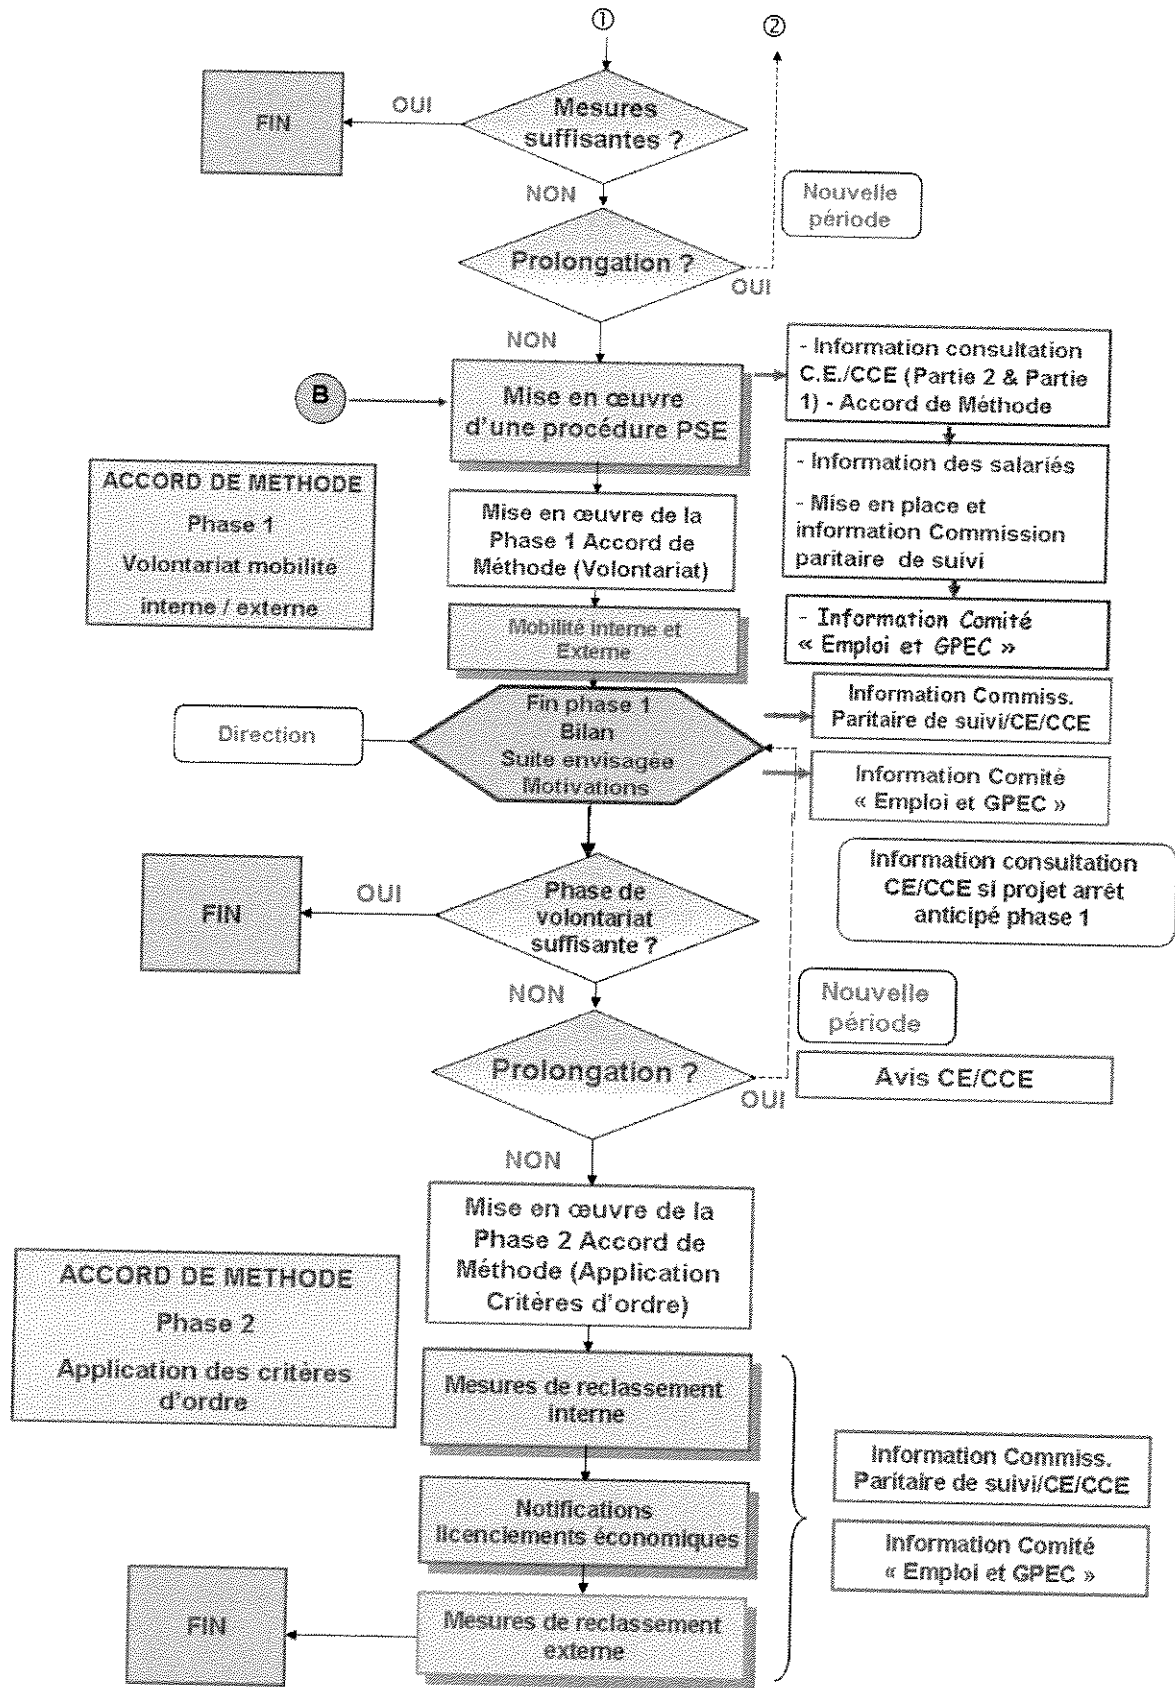 ①
②
OUI
FIN
Mesures
suffisantes ?
NON
Nouvelle
période
Prolongation ?
OUI
NON
- Information consultation
C.E./CCE (Partie 2 & Partie
1) - Accord de Méthode
B
Mise en œuvre
d'une procédure PSE
- Information des salariés
- Mise en place et
information Commission
paritaire de suivi
ACCORD DE METHODE
Phase 1
Volontariat mobilité
interne / externe
Mise en œuvre de la
Phase 1 Accord de
Méthode (Volontariat)
- Information Comité
« Emploi et GPEC »
Mobilité interne et
Externe
Information Commiss.
Paritaire de suivi/CE/CCE
Direction
Fin phase 1
Bilan
Suite envisagée
Motivations
Information Comité
« Emploi et GPEC »
Information consultation
CE/CCE si projet arrêt
anticipé phase 1
OUI
FIN
Phase de
volontariat
suffisante ?
NON
Nouvelle
période
Prolongation ?
OUI
Avis CE/CCE
NON
Mise en œuvre de la
Phase 2 Accord de
Méthode (Application
Critères d'ordre)
ACCORD DE METHODE
Phase 2
Application des critères
d'ordre
Mesures de reclassement
interne
Information Commiss.
Paritaire de suivi/CE/CCE
Notifications
licenciements économiques
Information Comité
« Emploi et GPEC »
FIN
Mesures de reclassement
externe